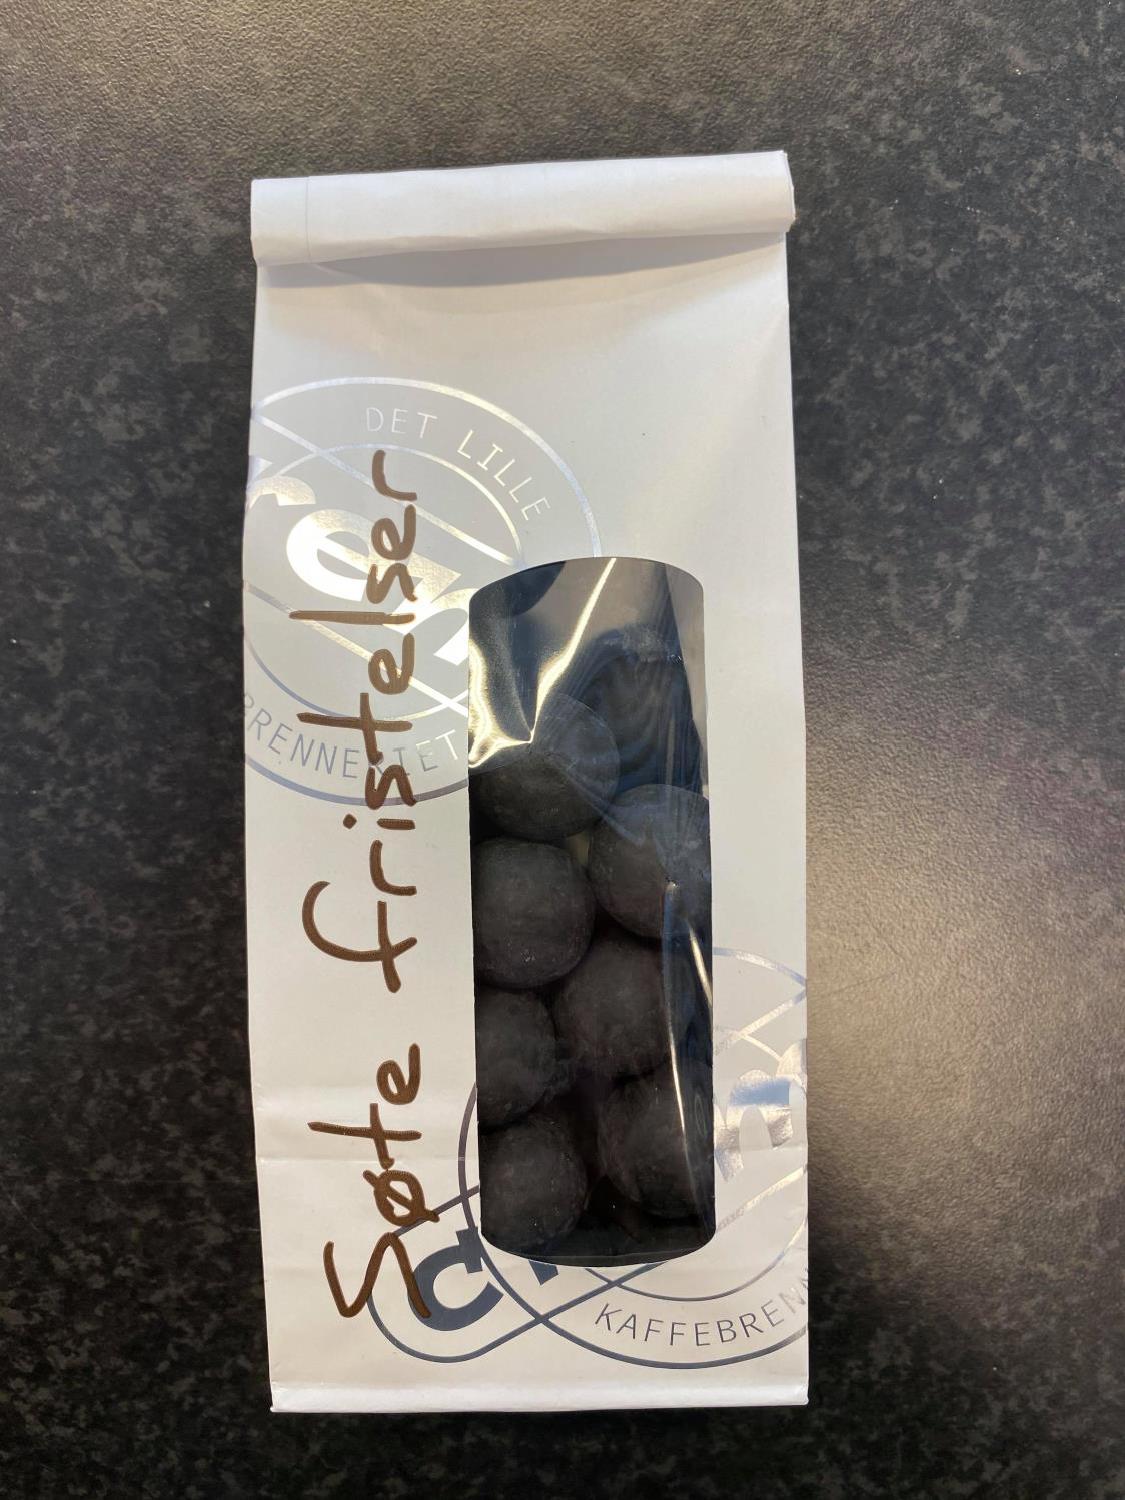 DET LILLE
BRENNERIET
Søte fristelser
KAFFEBRENN